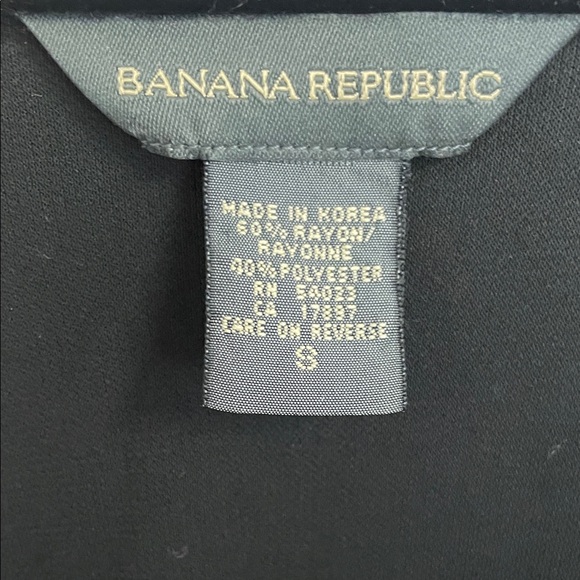 BANANA REPUBLIC
MADE IN KOREA
60% RAYON/
RAYONNE
40% POLYESTER
RN 54023
CA 17897
CARE ON REVERSE
S